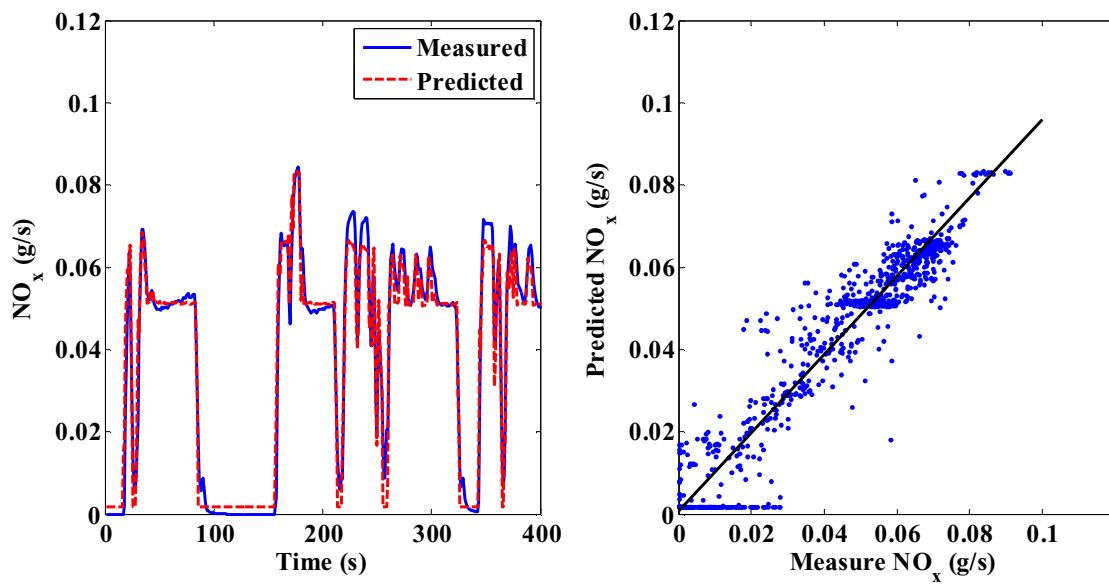 0.12
0.1
0.08
0.06
0.04
0.02
0
NOx (g/s)
Measured
Predicted
0 100 200 300 400
Time (s)
0.12
0.1
0.08
0.06
0.04
0.02
0
Predicted NOx (g/s)
0 0.02 0.04 0.06 0.08 0.1
Measure NOx (g/s)